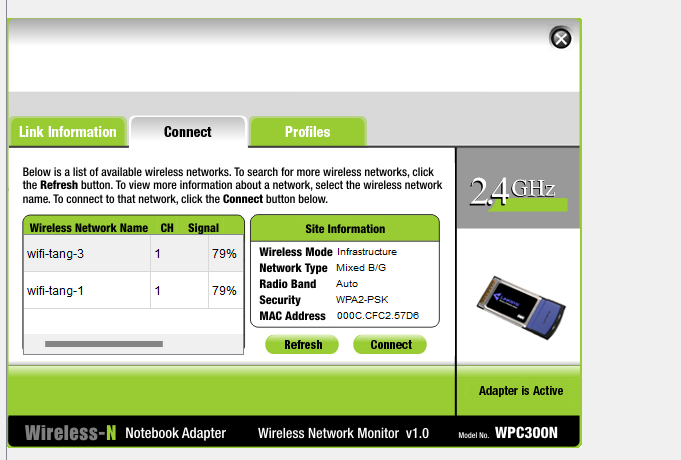 Link Information Connect Profiles
Below is a list of available wireless networks. To search for more wireless networks, click
the Refresh button. To view more information about a network, select the wireless network
name. To connect to that network, click the Connect button below.
2.4GHz
Wireless Network Name CH Signal
wifi-tang-3 1 79%
wifi-tang-1 1 79%
Site Information
Wireless Mode Infrastructure
Network Type Mixed B/G
Radio Band Auto
Security WPA2-PSK
MAC Address 000C.CFC2.57D6
Refresh Connect
Adapter is Active
Wireless-N Notebook Adapter Wireless Network Monitor v1.0 Model No. WPC300N